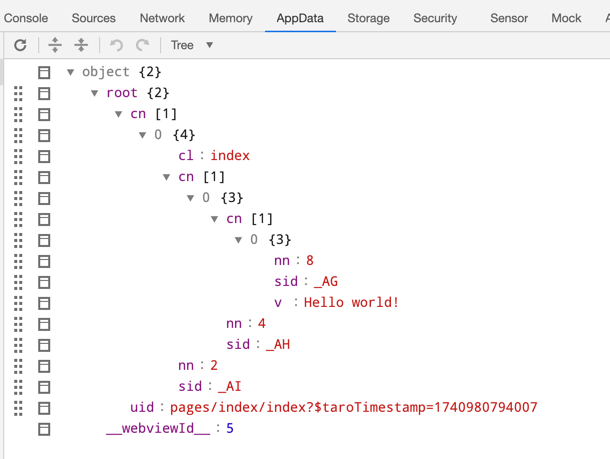 Console Sources Network Memory AppData Storage Security Sensor Mock
Tree
object {2}
root {2}
cn [1]
0 {4}
cl : index
cn [1]
0 {3}
cn [1]
0 {3}
nn : 8
sid : _AG
v : Hello world!
nn : 4
sid : _AH
nn : 2
sid : _AI
uid : pages/index/index?$taroTimestamp=1740980794007
__webviewId__ : 5